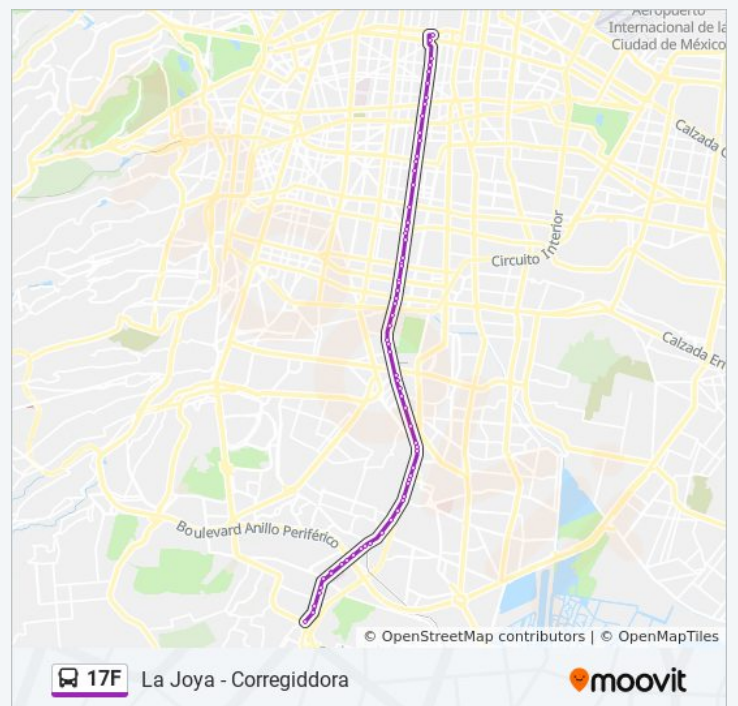 Aeropuerto
Internacional de la
Ciudad de México
Calzada
Circuito Interior
Calzada
Boulevard Anillo Periférico
© OpenStreetMap contributors | © OpenMapTiles
17F La Joya - Corregiddora
moovit